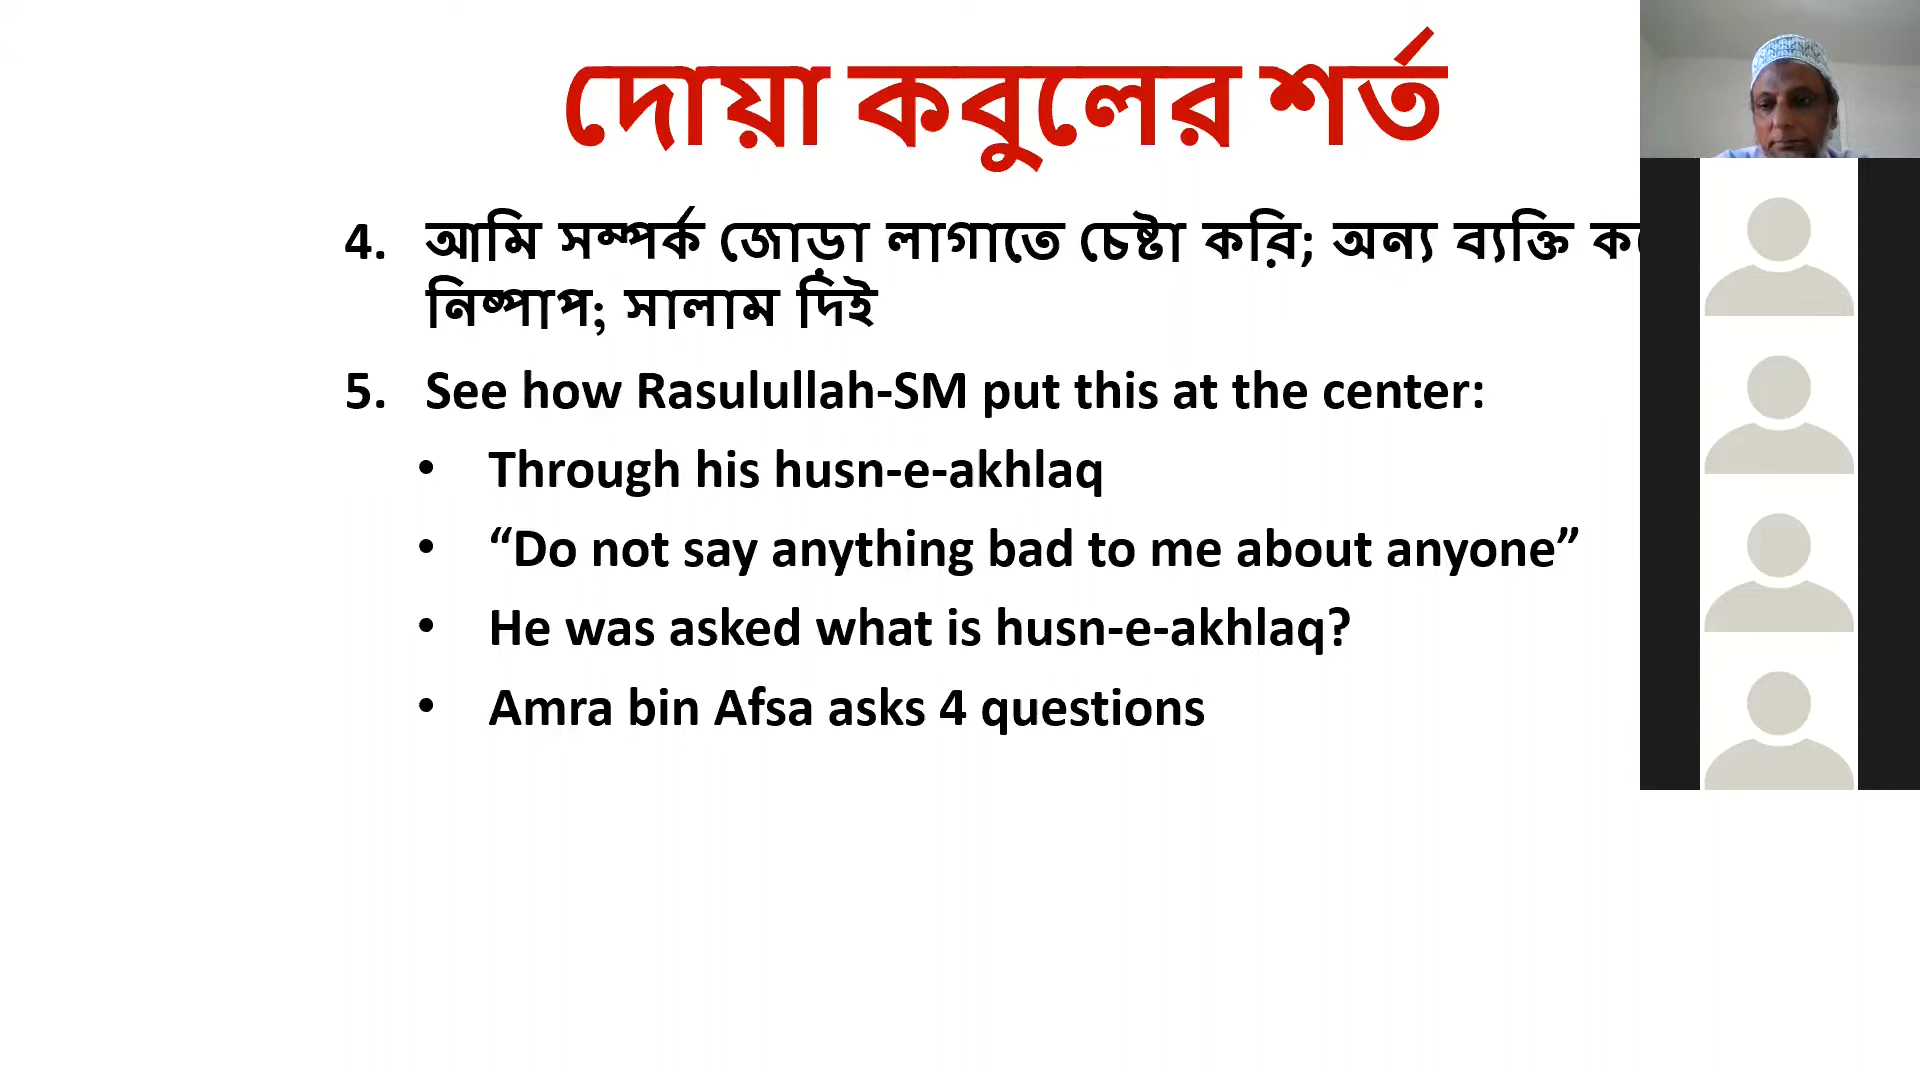 দোয়া কবুলের শর্ত
4. আমি সম্পর্ক জোড়া লাগাতে চেষ্টা করি; অন্য ব্যক্তি
নিষ্পাপ; সালাম দিই
5. See how Rasulullah-SM put this at the center:
• Through his husn-e-akhlaq
• “Do not say anything bad to me about anyone”
• He was asked what is husn-e-akhlaq?
• Amra bin Afsa asks 4 questions